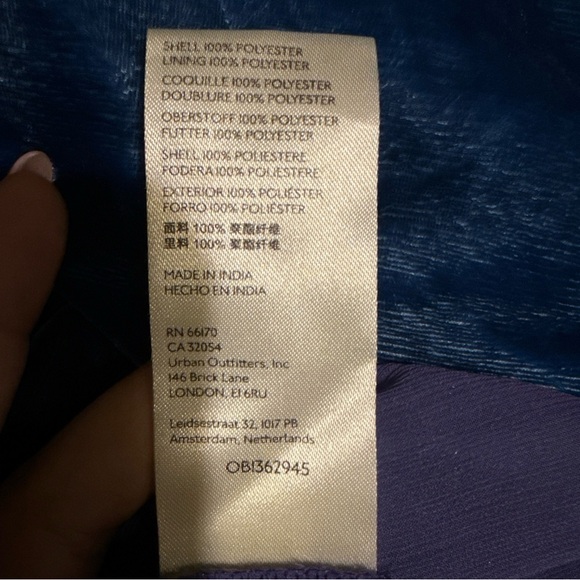 SHELL 100% POLYESTER
LINING 100% POLYESTER
COQUILLE 100% POLYESTER
DOUBLURE 100% POLYESTER
OBERSTOFF 100% POLYESTER
FUTTER 100% POLYESTER
SHELL 100% POLIESTERE
FODERA 100% POLIESTERE
EXTERIOR 100% POLIÉSTER
FORRO 100% POLIÉSTER
面料 100% 聚酯纤维
里料 100% 聚酯纤维
MADE IN INDIA
HECHO EN INDIA
RN 66170
CA 32054
Urban Outfitters, Inc
146 Brick Lane
LONDON, E1 6RU
Leidsestraat 32, 1017 PB
Amsterdam, Netherlands
OB1362945